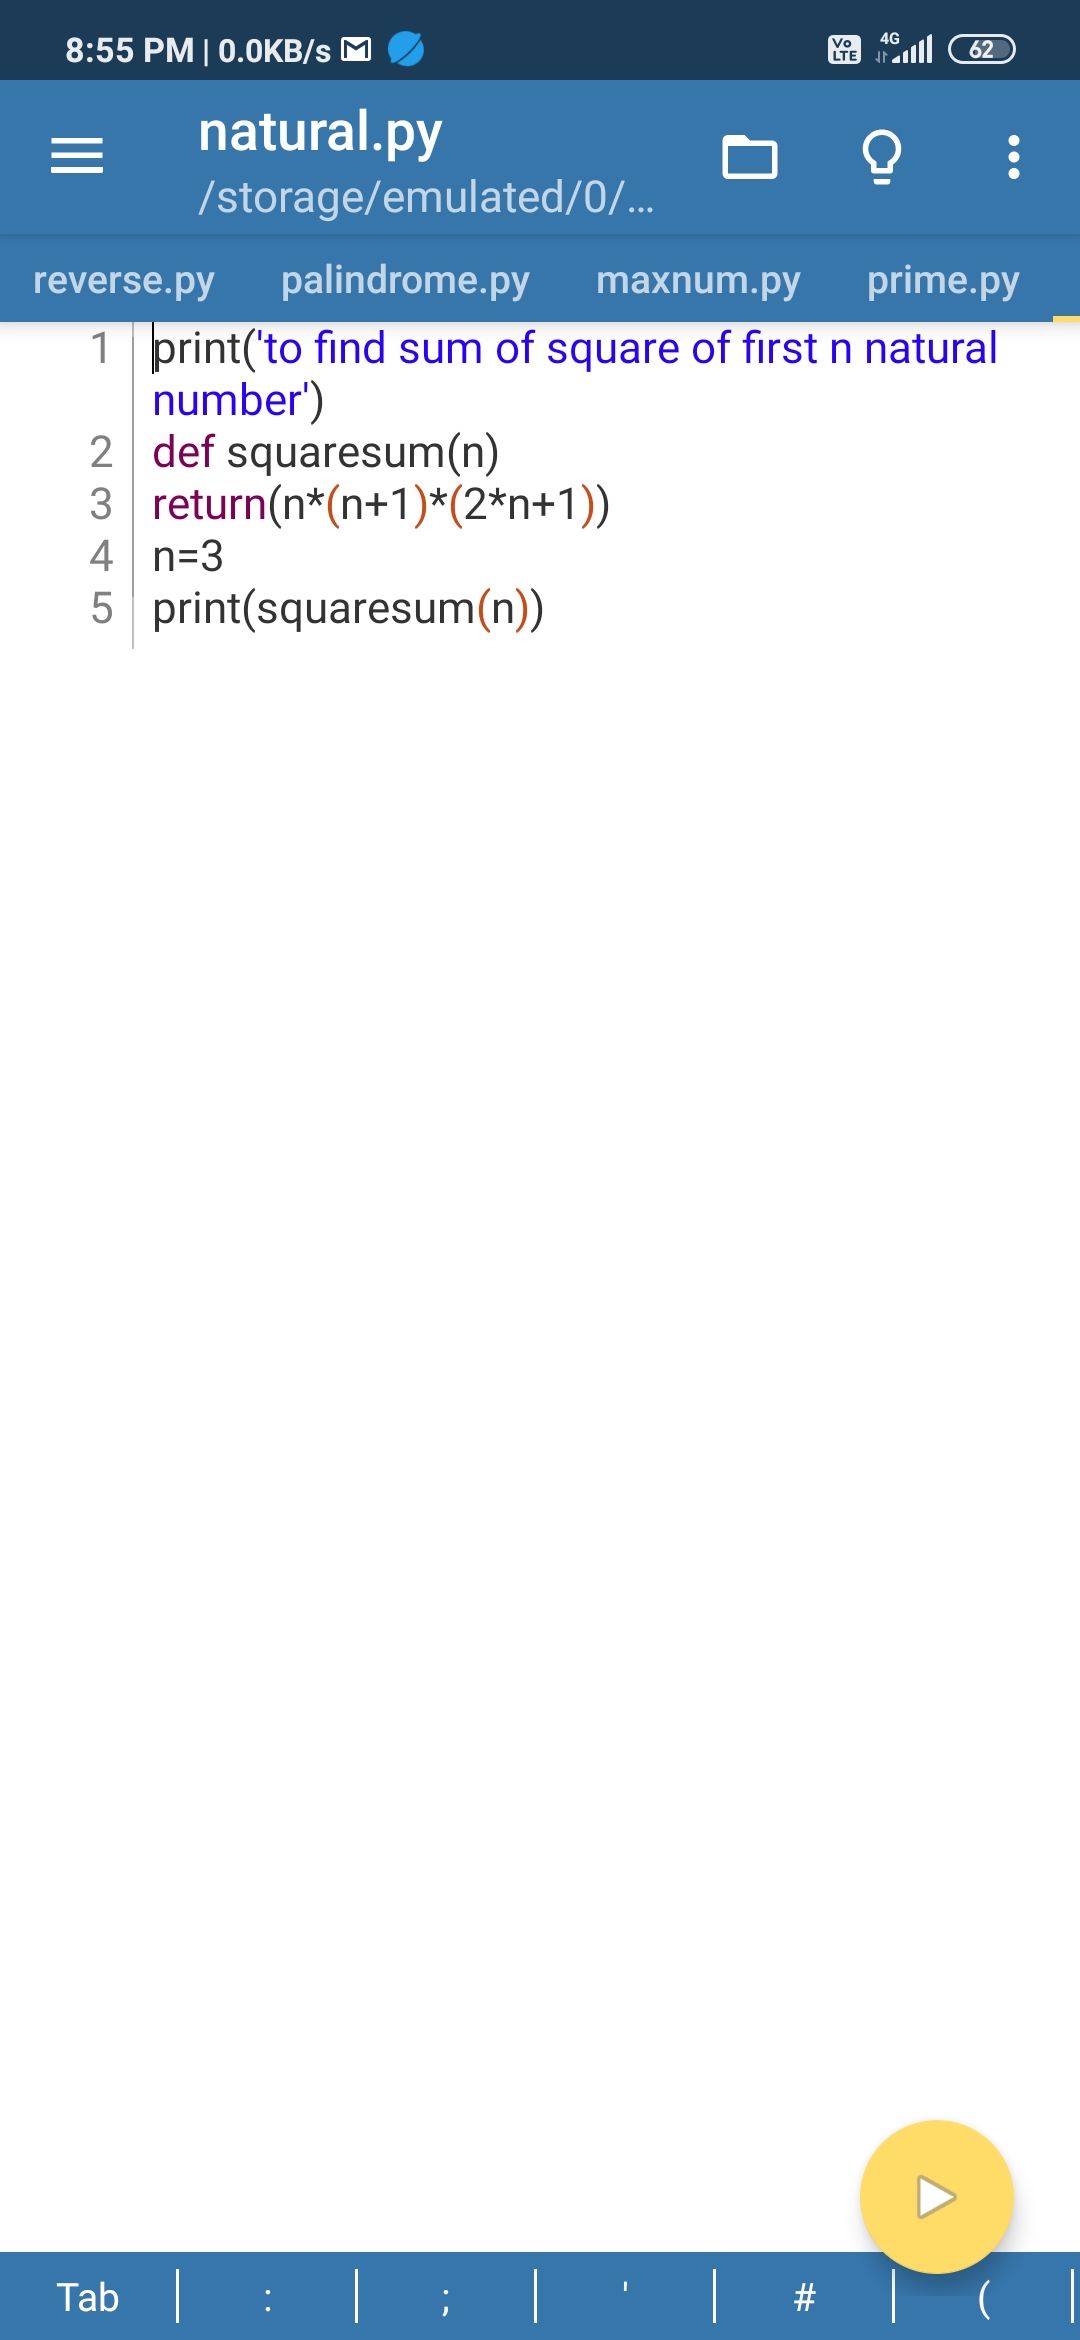 8:55 PM | 0.0KB/s
Vo LTE 4G 62
natural.py
/storage/emulated/0/...
reverse.py palindrome.py maxnum.py prime.py
1 print('to find sum of square of first n natural
number')
2 def squaresum(n)
3 return(n*(n+1)*(2*n+1))
4 n=3
5 print(squaresum(n))
Tab | : | ; | ' | # | ( |